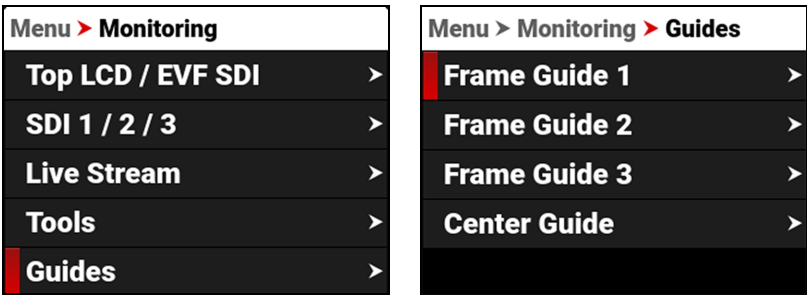 Menu ➤ Monitoring
Top LCD / EVF SDI
SDI 1 / 2 / 3
Live Stream
Tools
Guides
Menu ➤ Monitoring ➤ Guides
Frame Guide 1
Frame Guide 2
Frame Guide 3
Center Guide